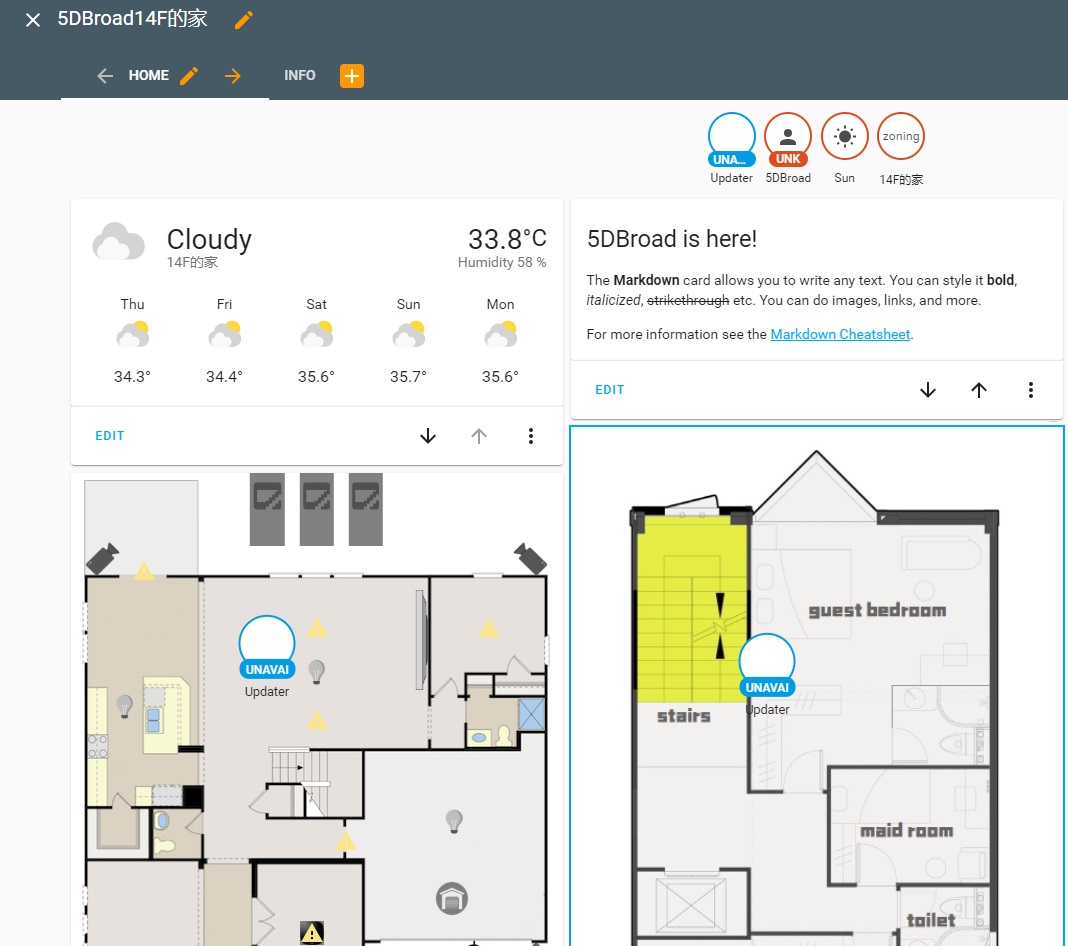 5DBroad14F的家
HOME INFO
UNA...
UNK
zoning
Updater
5DBroad
Sun
14F的家
Cloudy
14F的家
33.8°C
Humidity 58 %
Thu Fri Sat Sun Mon
34.3° 34.4° 35.6° 35.7° 35.6°
EDIT
5DBroad is here!
The Markdown card allows you to write any text. You can style it bold,
italicized, strikethrough etc. You can do images, links, and more.
For more information see the Markdown Cheatsheet.
EDIT
UNAVAI
Updater
guest bedroom
UNAVAI
Updater
stairs
maid room
toilet